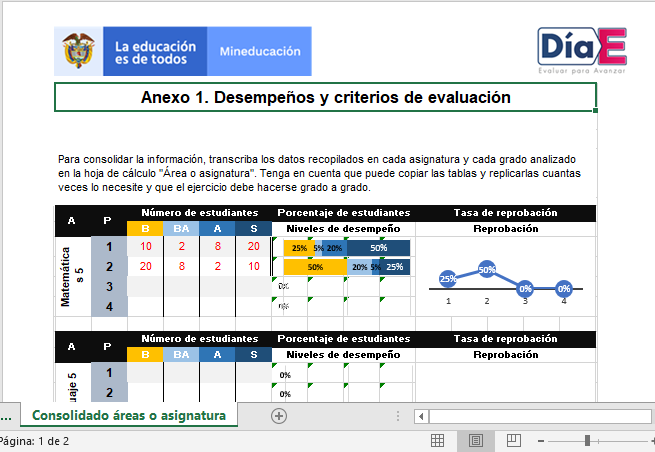 La educación
es de todos
Mineducación
DíaE
Evaluar para Avanzar
Anexo 1. Desempeños y criterios de evaluación
Para consolidar la información, transcriba los datos recopilados en cada asignatura y cada grado analizado
en la hoja de cálculo "Área o asignatura". Tenga en cuenta que puede copiar las tablas y replicarlas cuantas
veces lo necesite y que el ejercicio debe hacerse grado a grado.
A P Número de estudiantes Porcentaje de estudiantes Tasa de reprobación
B BA A S Niveles de desempeño Reprobación
Matemática
s 5
1 10 2 8 20 25% 5% 20% 50%
2 20 8 2 10 50% 20% 5% 25%
3 0%
4 0%
25% 50% 0% 0%
1 2 3 4
A P Número de estudiantes Porcentaje de estudiantes Tasa de reprobación
B BA A S Niveles de desempeño Reprobación
uaje 5
1 0%
2 0%
... Consolidado áreas o asignatura
Página: 1 de 2